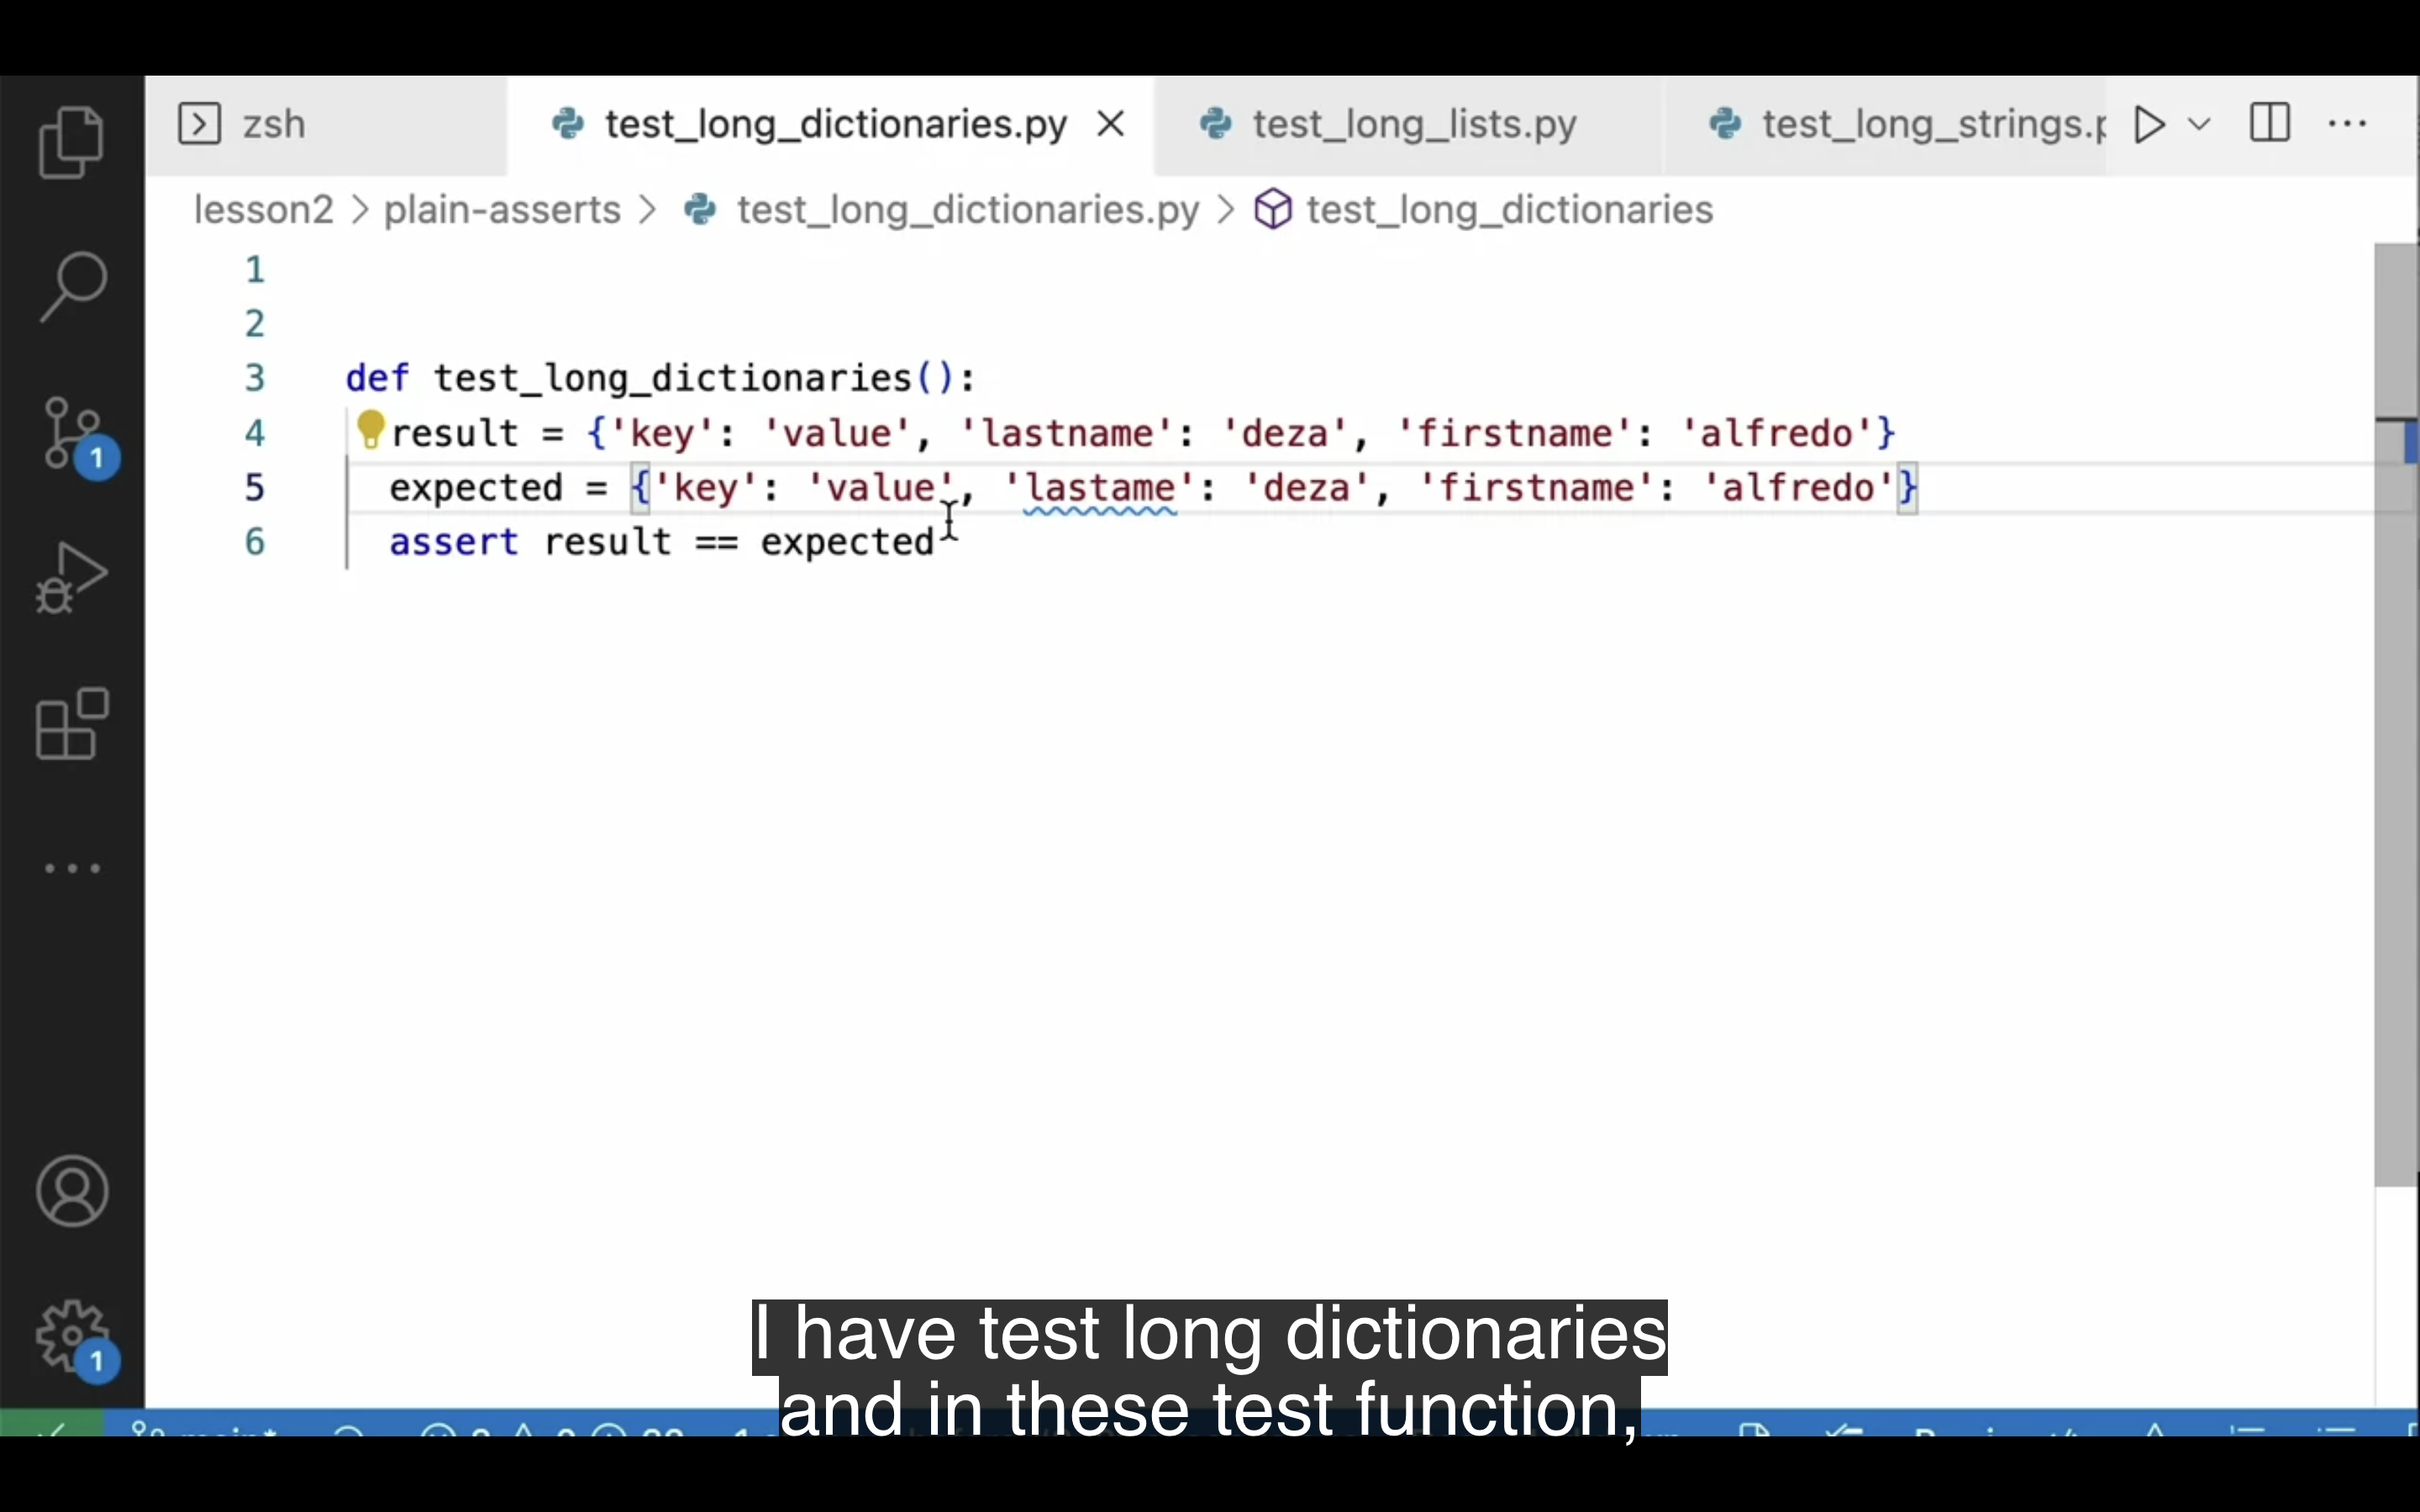 zsh
test_long_dictionaries.py
test_long_lists.py
test_long_strings.p
lesson2 > plain-asserts > test_long_dictionaries.py > test_long_dictionaries
1
2
3 def test_long_dictionaries():
4 result = {'key': 'value', 'lastname': 'deza', 'firstname': 'alfredo'}
5 expected = {'key': 'value', 'lastame': 'deza', 'firstname': 'alfredo'}
6 assert result == expected
1
1
I have test long dictionaries
and in these test function,